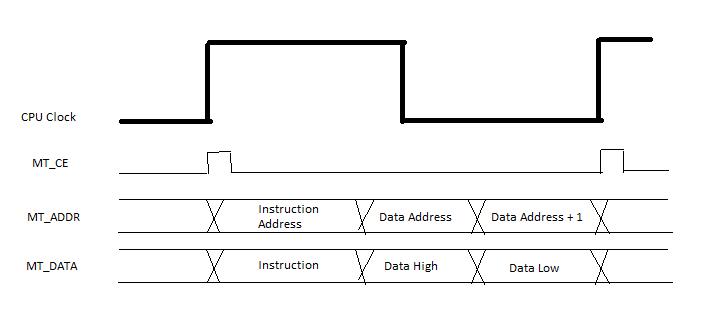 CPU Clock
MT_CE
MT_ADDR
Instruction
Address
Data Address
Data Address + 1
MT_DATA
Instruction
Data High
Data Low